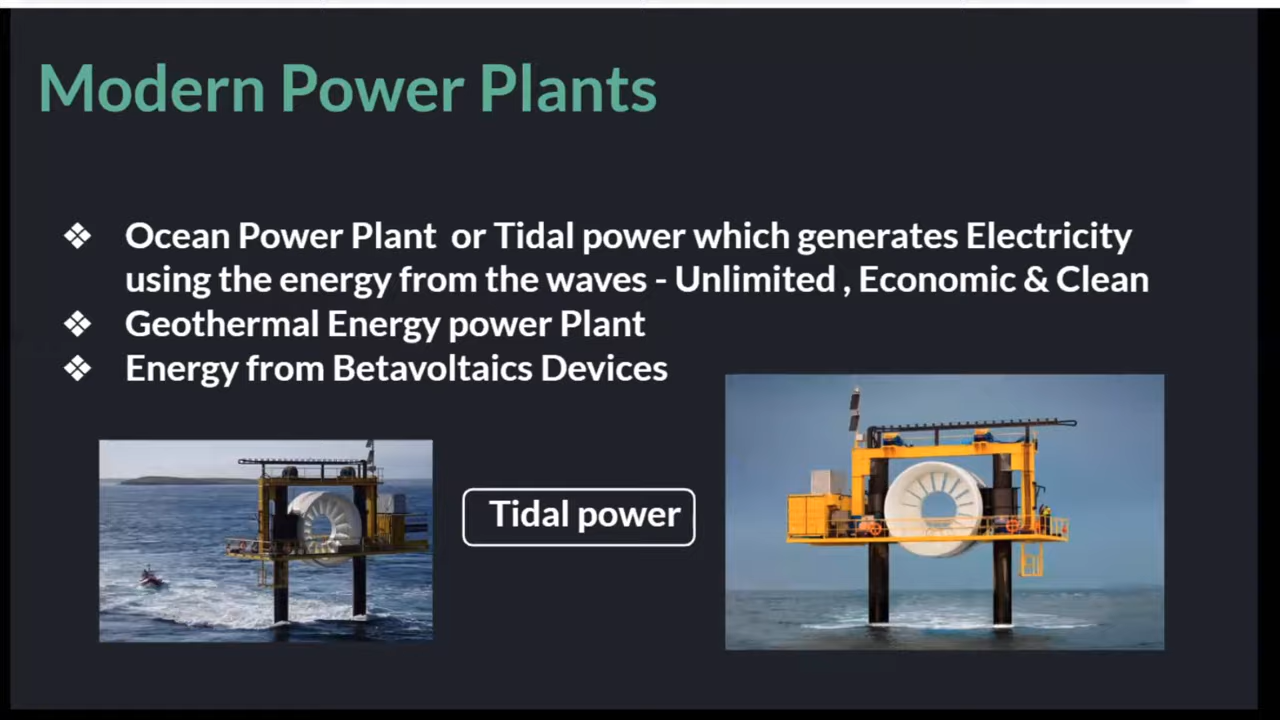 Modern Power Plants
❖ Ocean Power Plant or Tidal power which generates Electricity
using the energy from the waves - Unlimited , Economic & Clean
❖ Geothermal Energy power Plant
❖ Energy from Betavoltaics Devices
Tidal power